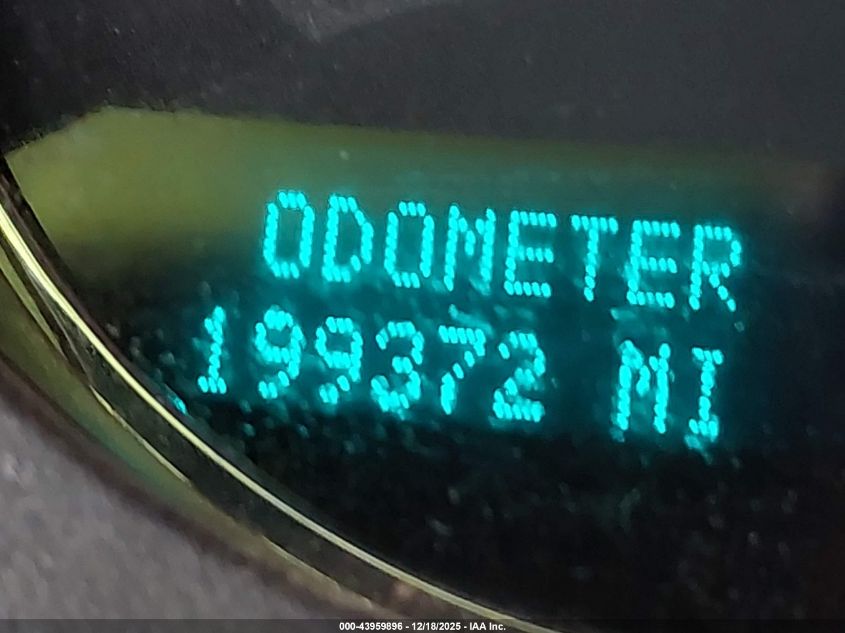 ODOMETER
199372 MI
000-43959896 - 12/18/2025 - IAA Inc.